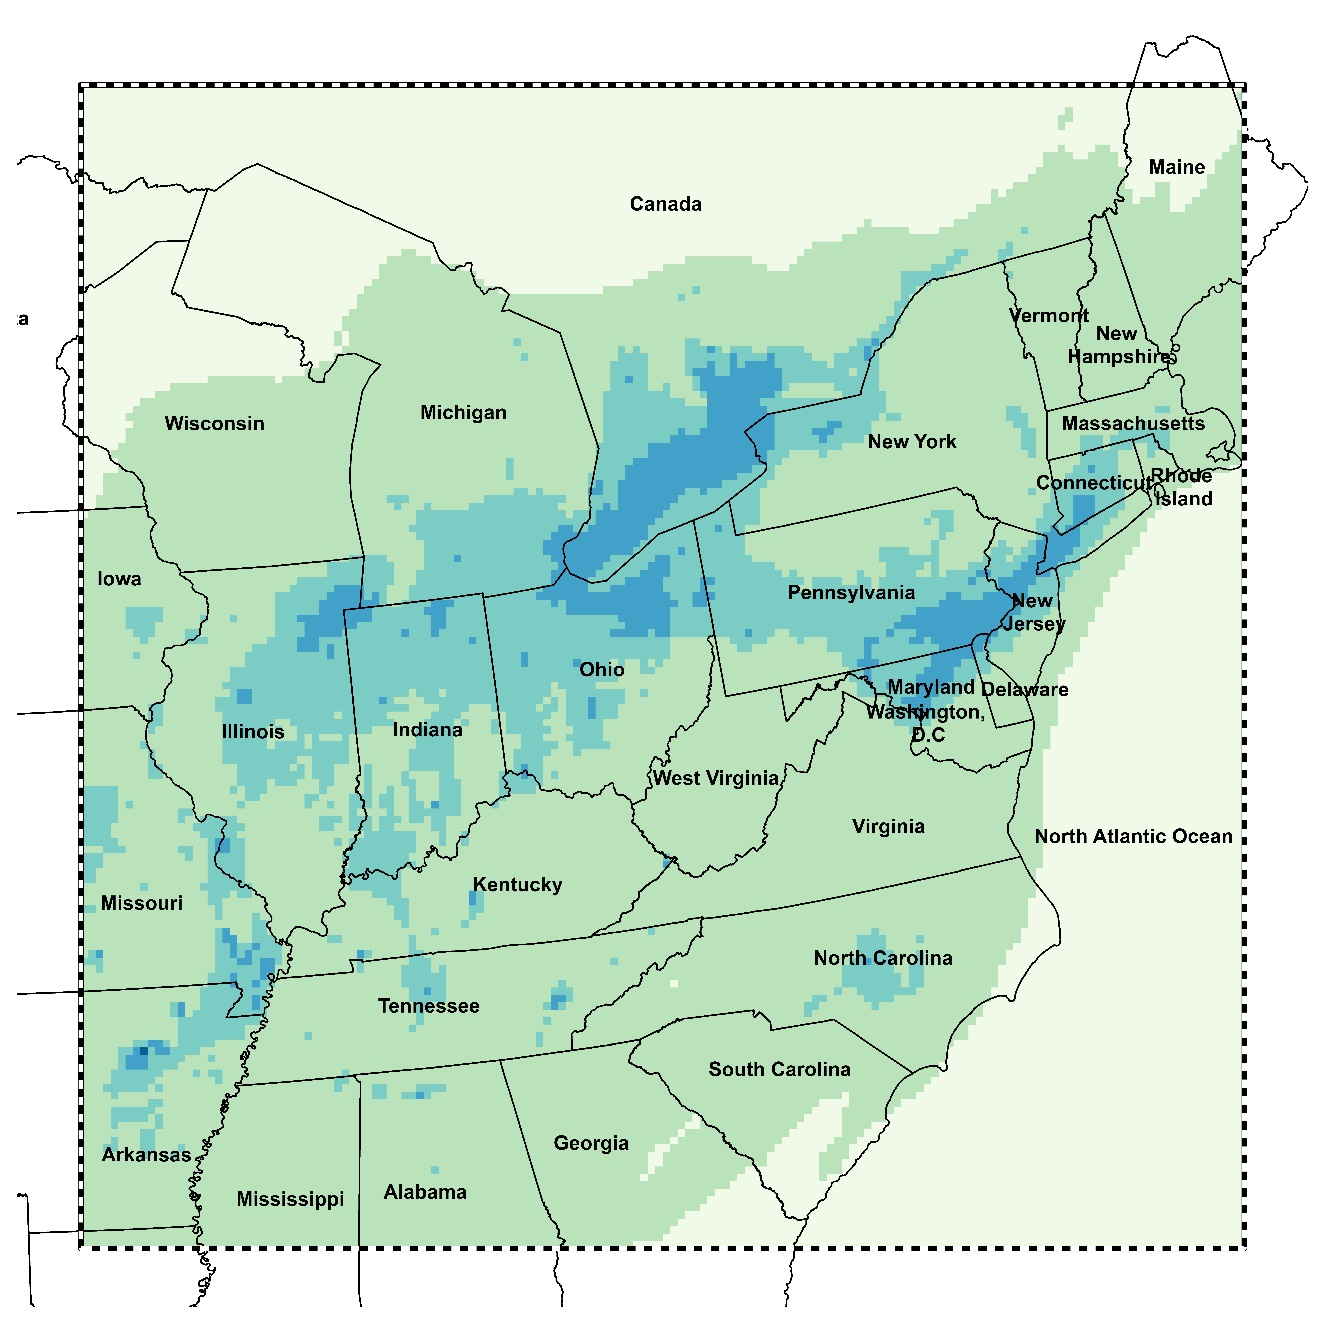 Maine
Canada
:a
Vermont
New
Hampshire
Wisconsin
Michigan
New York
Massachusetts
Connecticut
Rhode
Island
Iowa
Pennsylvania
New
Jersey
Ohio
Maryland
Delaware
Washington,
D.C
Illinois
Indiana
West Virginia
Virginia
North Atlantic Ocean
Kentucky
Missouri
North Carolina
Tennessee
South Carolina
Georgia
Arkansas
Mississippi
Alabama